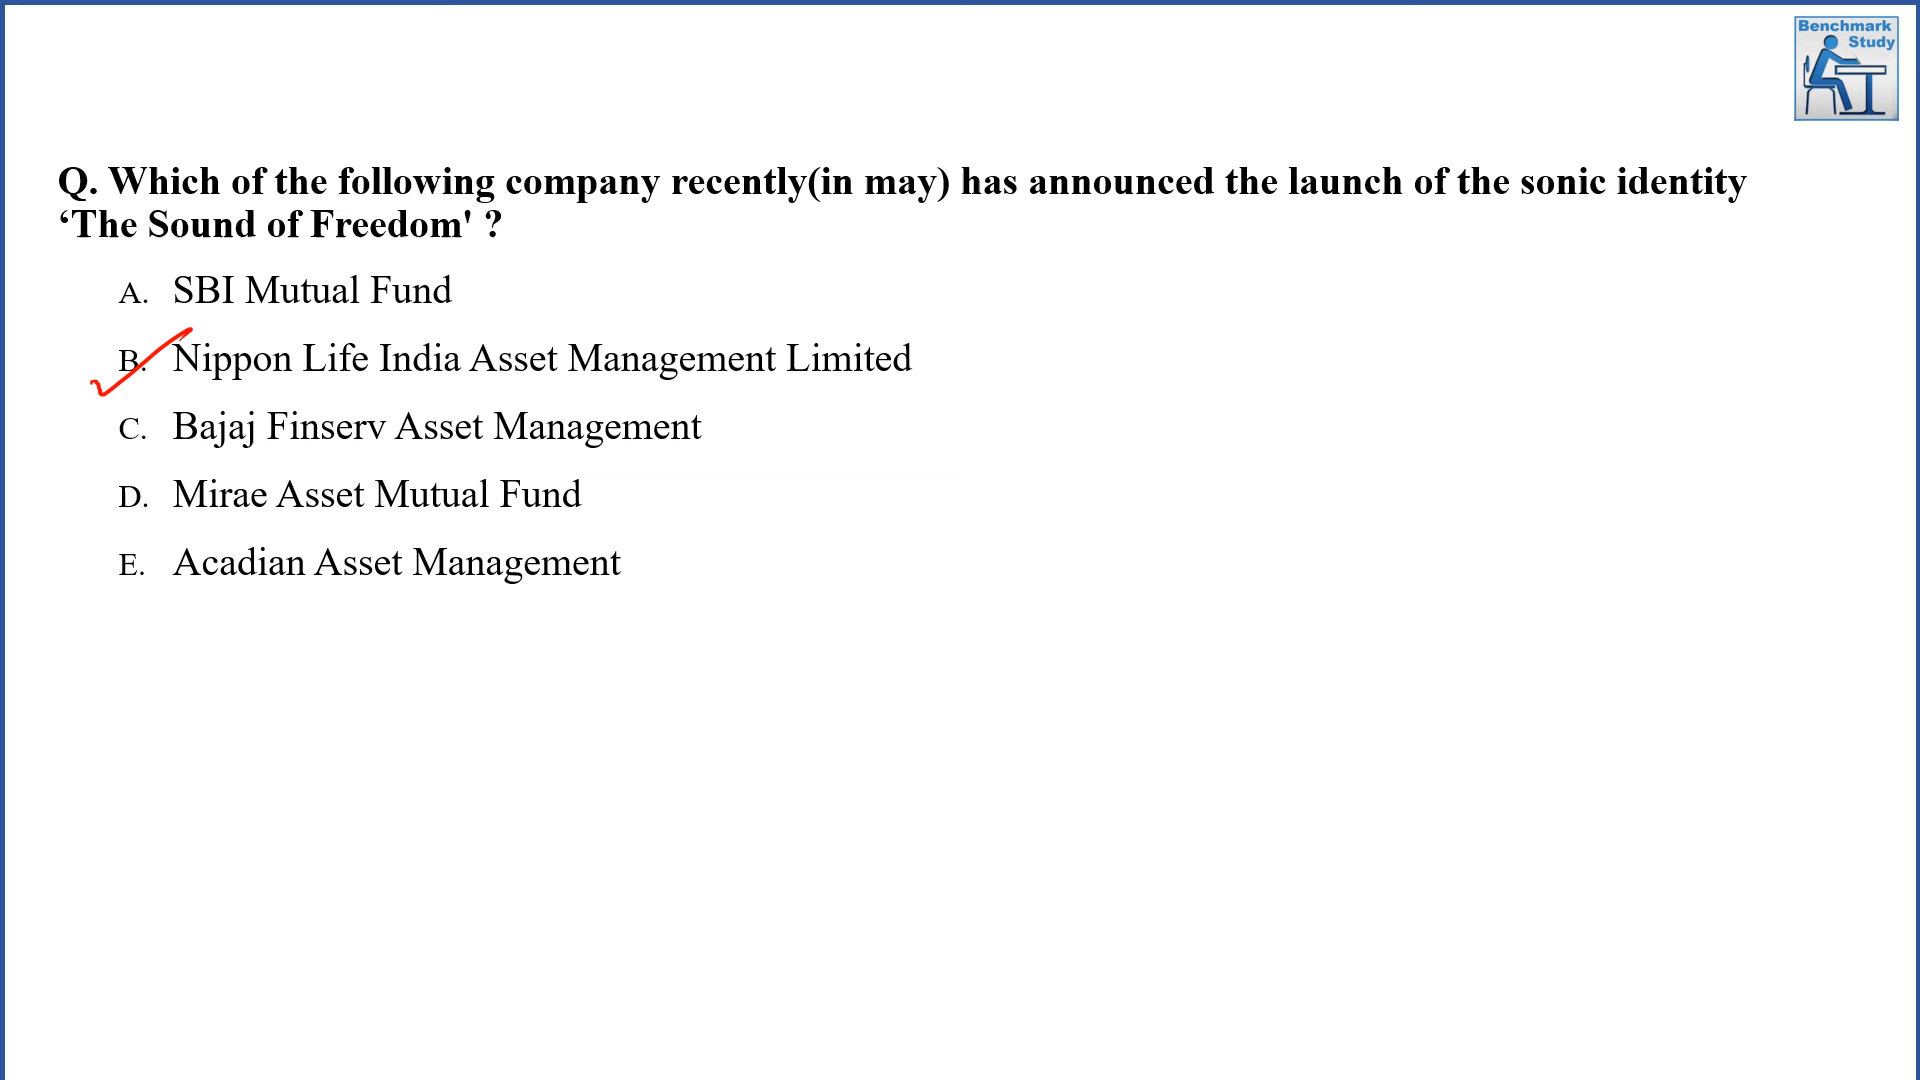 Benchmark
Study
Q. Which of the following company recently(in may) has announced the launch of the sonic identity
‘The Sound of Freedom' ?
A. SBI Mutual Fund
B. Nippon Life India Asset Management Limited
C. Bajaj Finserv Asset Management
D. Mirae Asset Mutual Fund
E. Acadian Asset Management